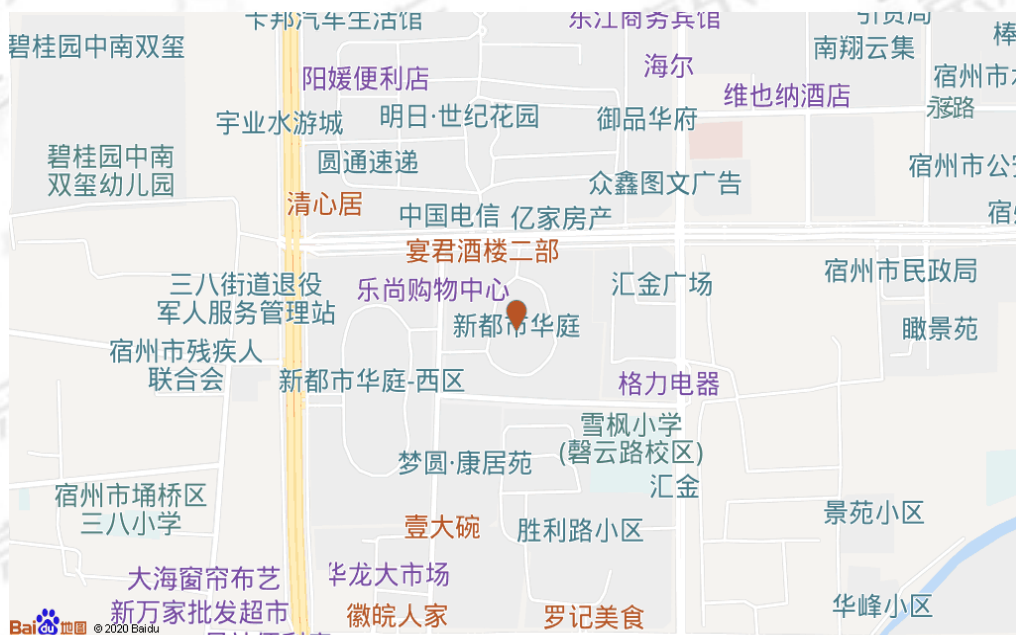 卡邦汽车生活馆
东江商务宾馆
碧桂园中南双玺
南翔云集
棒
海尔
阳媛便利店
宿州市
维也纳酒店
明日·世纪花园
御品华府
宇业水游城
碧桂园中南
双玺幼儿园
圆通速递
宿州市公安
众鑫图文广告
清心居
中国电信
亿家房产
宴君酒楼二部
宿州市民政局
三八街道退役
军人服务管理站
乐尚购物中心
汇金广场
新都市华庭
瞰景苑
宿州市残疾人
联合会
新都市华庭-西区
格力电器
雪枫小学
(磬云路校区)
梦圆·康居苑
汇金
宿州市埇桥区
三八小学
景苑小区
壹大碗
胜利路小区
大海窗帘布艺
华龙大市场
新万家批发超市
徽皖人家
罗记美食
华峰小区
Bai du 地图 © 2020 Baidu